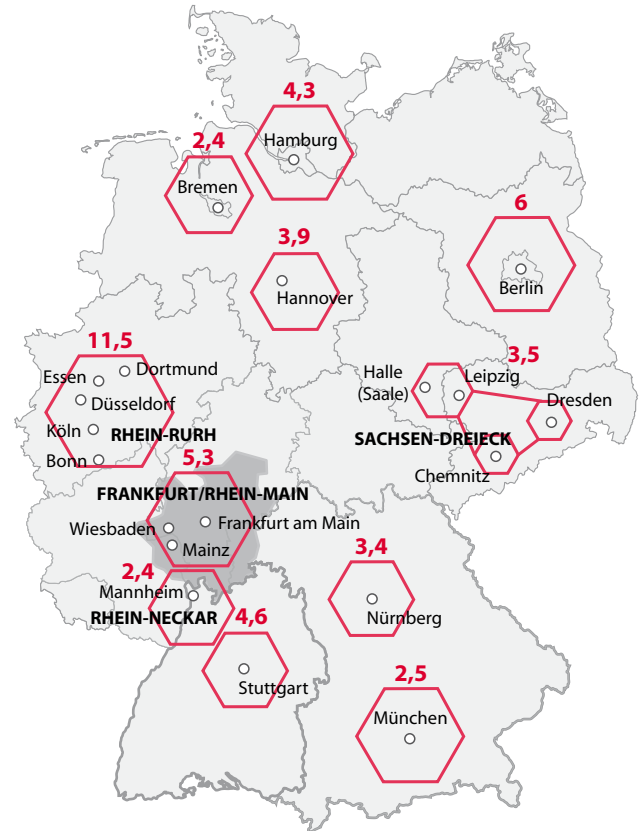 4,3
Hamburg
2,4
Bremen
6
Berlin
3,9
Hannover
11,5
Essen
Dortmund
Düsseldorf
Köln
RHEIN-RURH
Bonn
3,5
Halle
(Saale)
Leipzig
Dresden
SACHSEN-DREIECK
Chemnitz
5,3
FRANKFURT/RHEIN-MAIN
Wiesbaden
Frankfurt am Main
Mainz
2,4
Mannheim
RHEIN-NECKAR
3,4
Nürnberg
4,6
Stuttgart
2,5
München